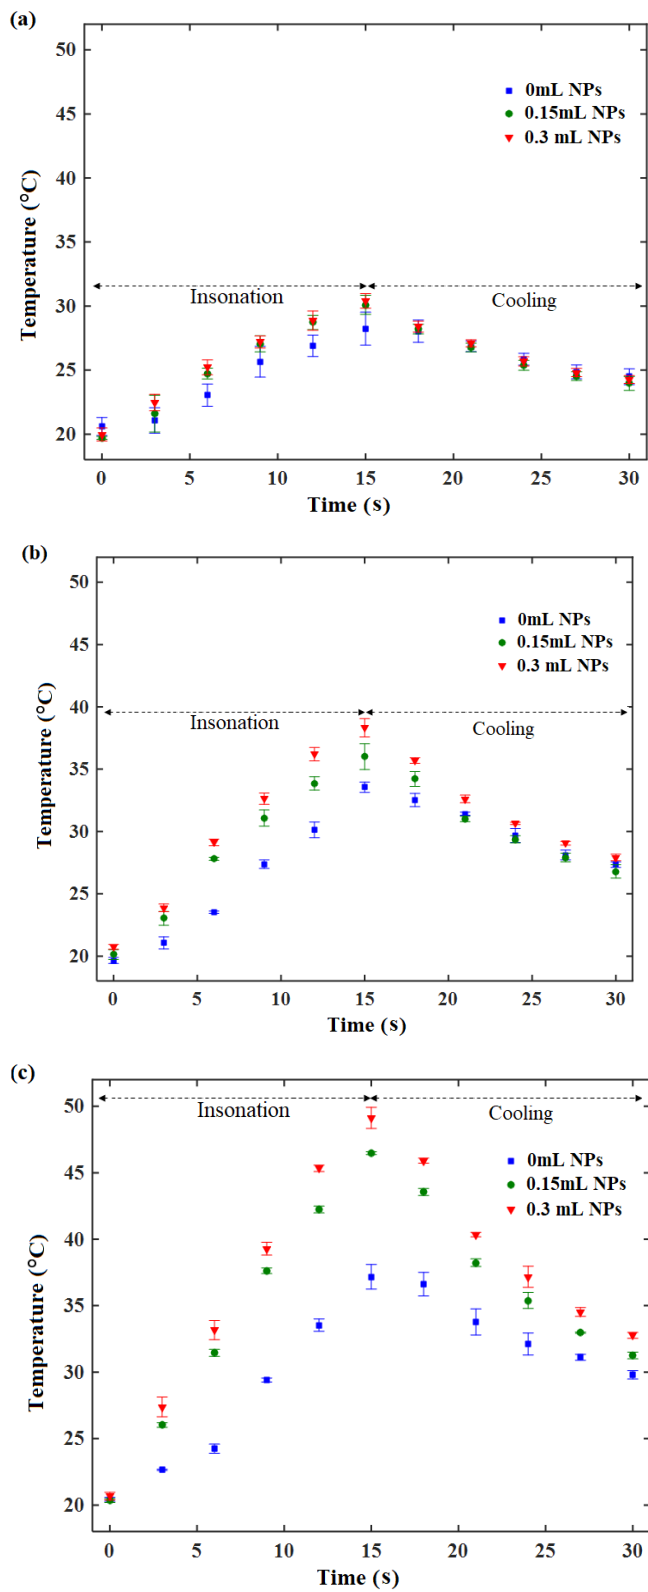 (a)
50
45
40
35
30
25
20
Temperature (°C)
0mL NPs
0.15mL NPs
0.3 mL NPs
Insonation
Cooling
0 5 10 15 20 25 30
Time (s)
(b)
50
45
40
35
30
25
20
Temperature (°C)
0mL NPs
0.15mL NPs
0.3 mL NPs
Insonation
Cooling
0 5 10 15 20 25 30
Time (s)
(c)
50
45
40
35
30
25
20
Temperature (°C)
Insonation
Cooling
0mL NPs
0.15mL NPs
0.3 mL NPs
0 5 10 15 20 25 30
Time (s)